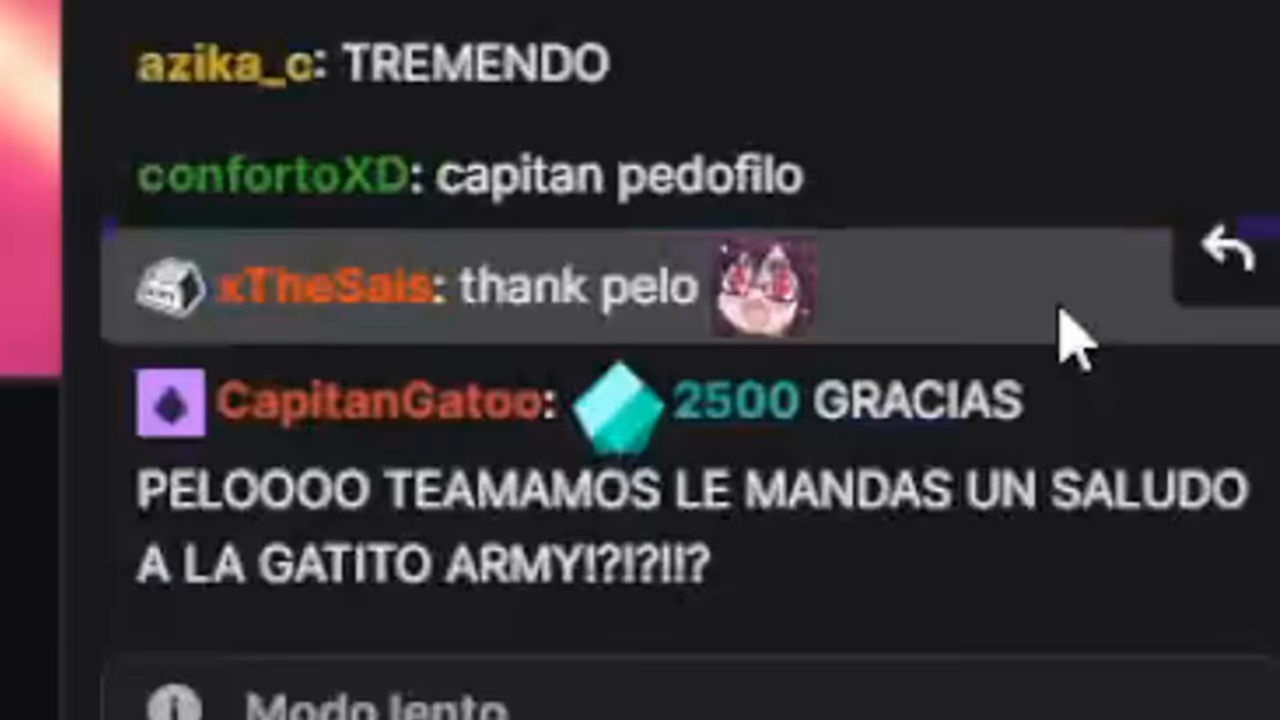 azika_c: TREMENDO
confortoXD: capitan pedofilo
xTheSais: thank pelo
CapitanGatoo: 2500 GRACIAS
PELOOOO TEAMAMOS LE MANDAS UN SALUDO
A LA GATITO ARMY!?!?!!?
Modo lento